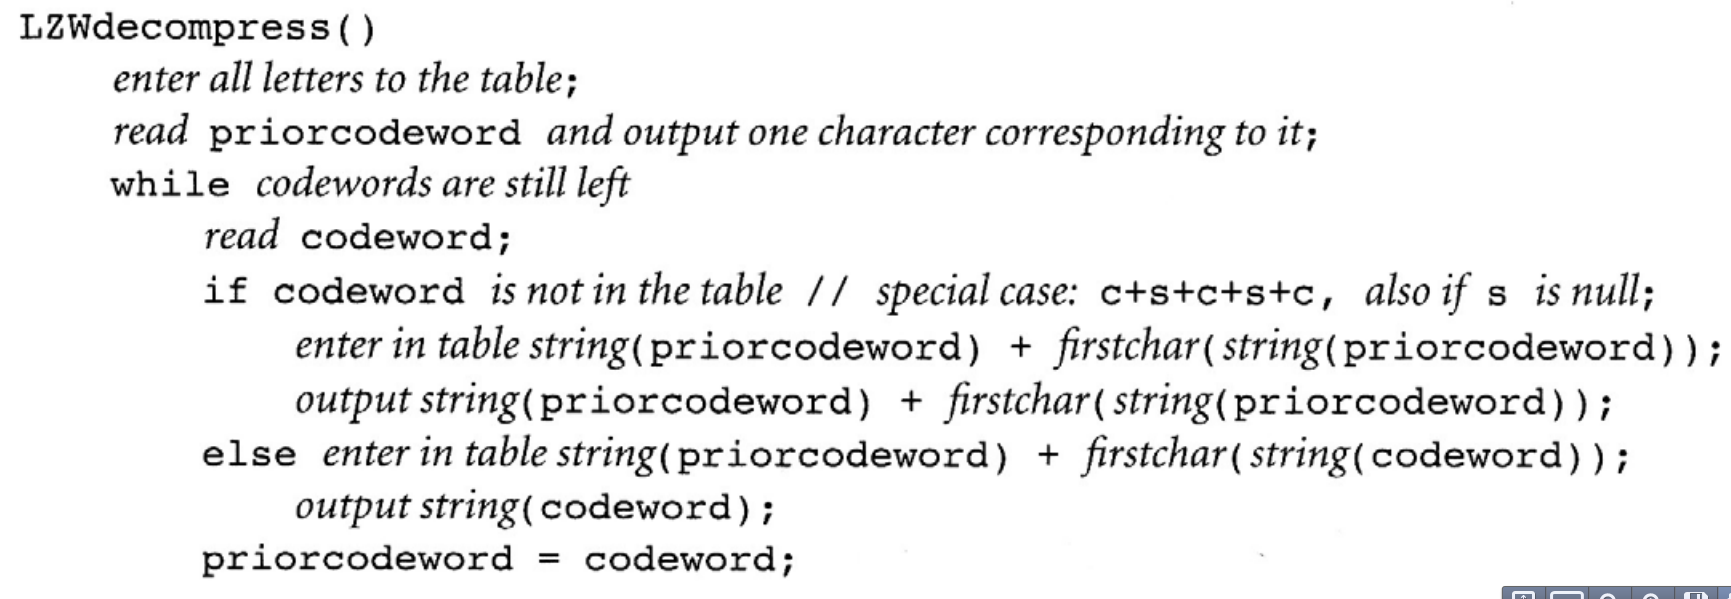 LZWdecompress()
enter all letters to the table;
read priorcodeword and output one character corresponding to it;
while codewords are still left
read codeword;
if codeword is not in the table // special case: c+s+c+s+c, also if s is null;
enter in table string(priorcodeword) + firstchar(string(priorcodeword));
output string(priorcodeword) + firstchar(string(priorcodeword));
else enter in table string(priorcodeword) + firstchar(string(codeword));
output string(codeword);
priorcodeword = codeword;